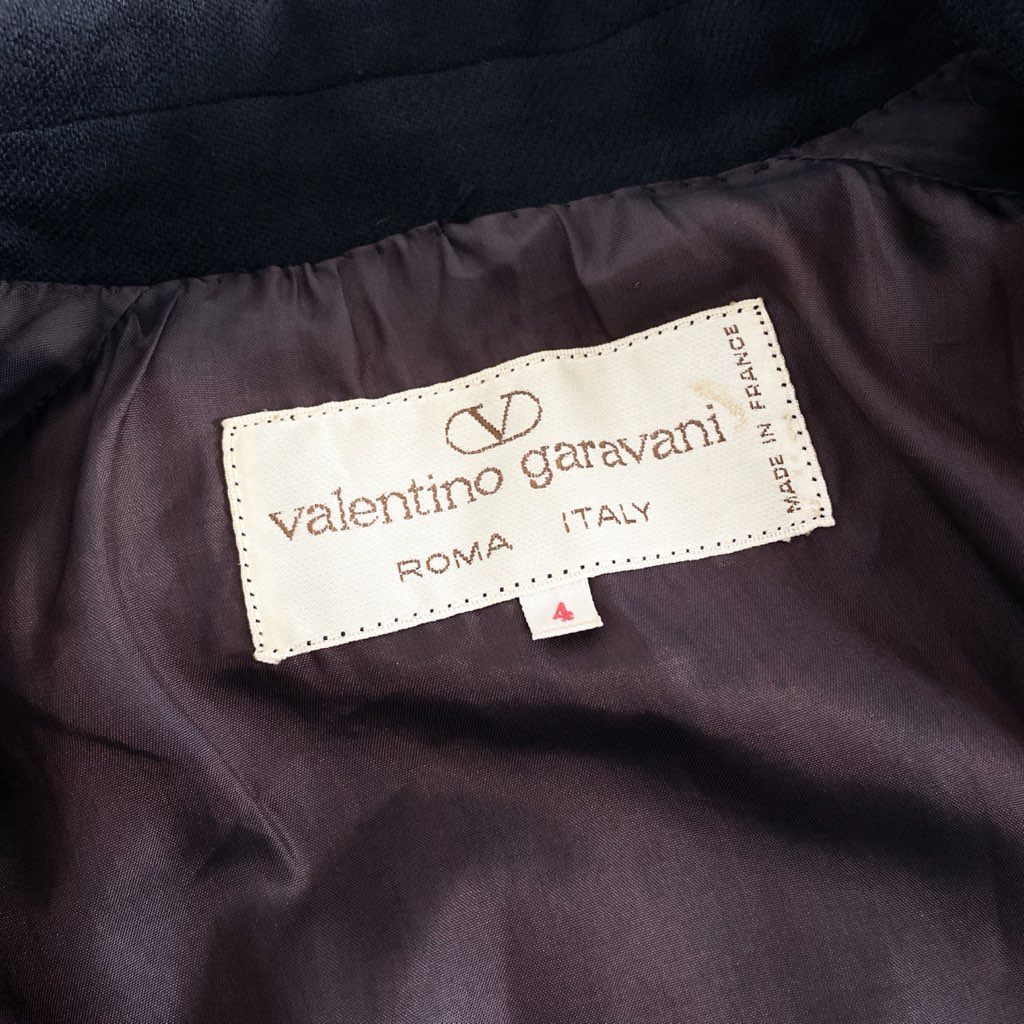 V
valentino garavani
ROMA ITALY
MADE IN FRANCE
4